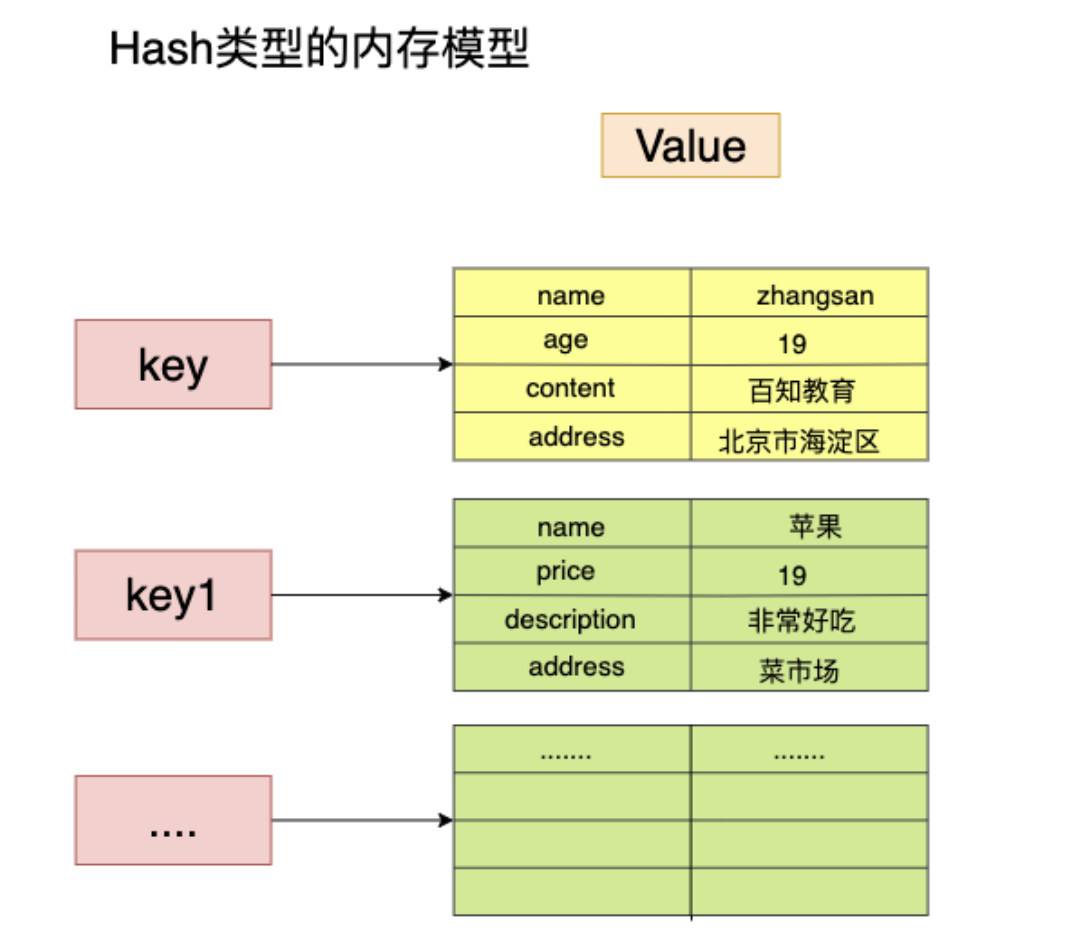 Hash类型的内存模型
Value
key
name zhangsan
age 19
content 百知教育
address 北京市海淀区
key1
name 苹果
price 19
description 非常好吃
address 菜市场
....
....... .......